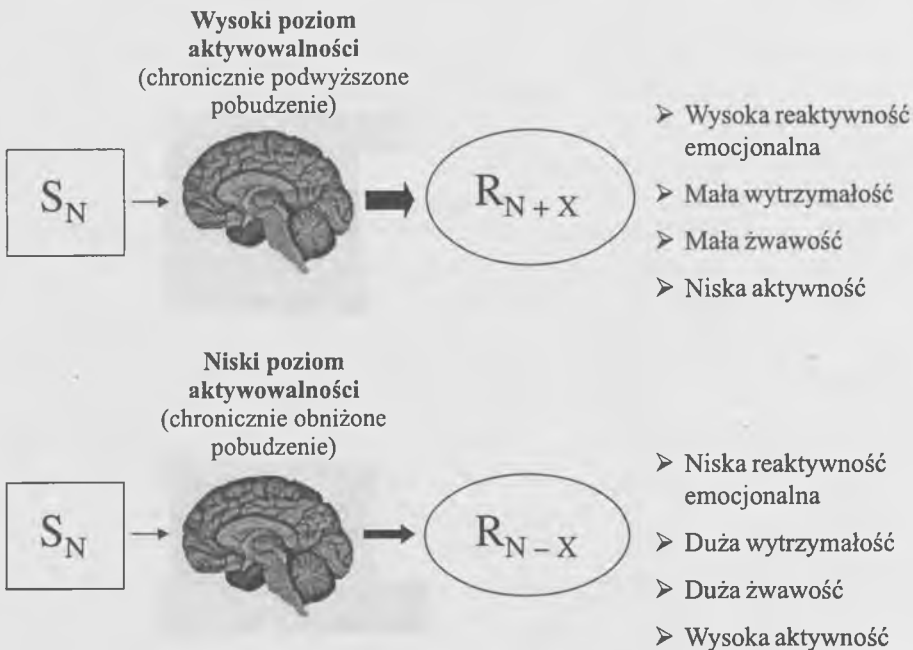 Wysoki poziom
aktywowalności
(chronicznie podwyższone
pobudzenie)
S_N
R_N + X
➤ Wysoka reaktywność
emocjonalna
➤ Mała wytrzymałość
➤ Mała żwawość
➤ Niska aktywność
Niski poziom
aktywowalności
(chronicznie obniżone
pobudzenie)
S_N
R_N – X
➤ Niska reaktywność
emocjonalna
➤ Duża wytrzymałość
➤ Duża żwawość
➤ Wysoka aktywność